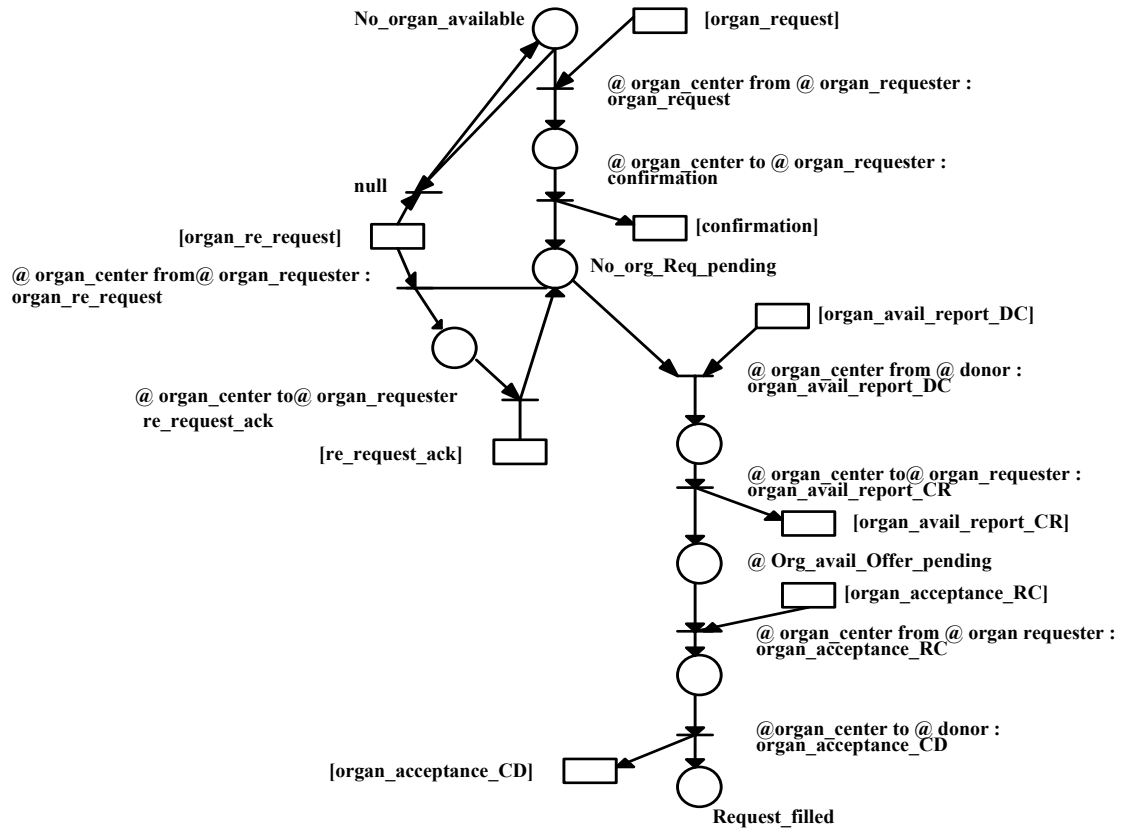 No_organ_available
[organ_request]
@ organ_center from @ organ_requester :
organ_request
@ organ_center to @ organ_requester :
confirmation
null
[confirmation]
[organ_re_request]
No_org_Req_pending
@ organ_center from@ organ_requester :
organ_re_request
[organ_avail_report_DC]
@ organ_center from @ donor :
organ_avail_report_DC
@ organ_center to@ organ_requester
re_request_ack
[re_request_ack]
@ organ_center to@ organ_requester :
organ_avail_report_CR
[organ_avail_report_CR]
@ Org_avail_Offer_pending
[organ_acceptance_RC]
@ organ_center from @ organ requester :
organ_acceptance_RC
@organ_center to @ donor :
organ_acceptance_CD
[organ_acceptance_CD]
Request_filled